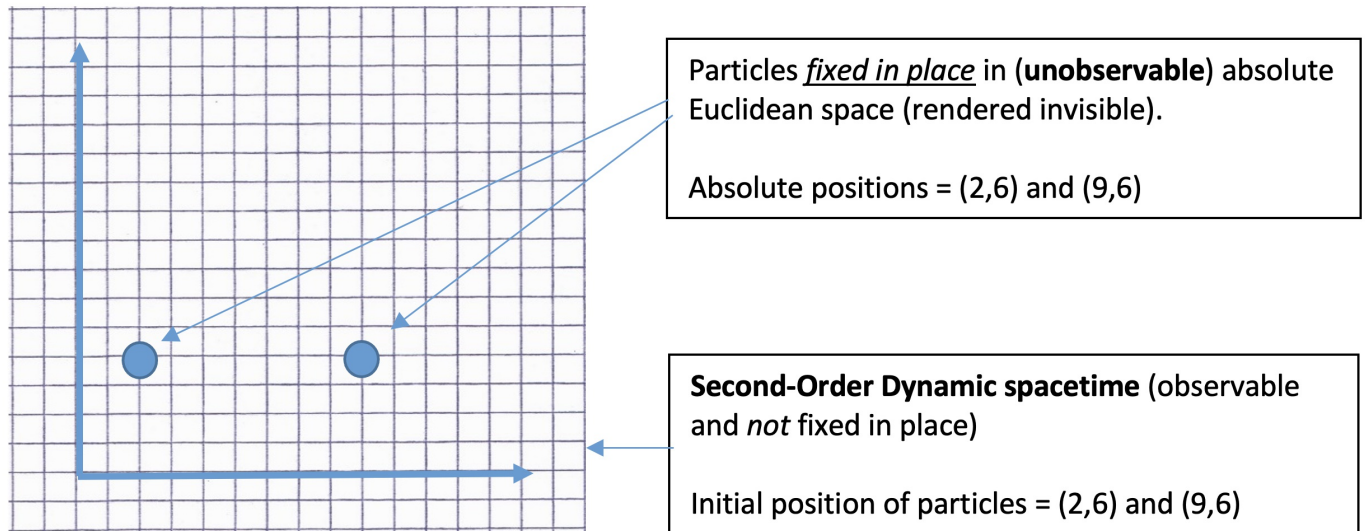 Particles fixed in place in (unobservable) absolute
Euclidean space (rendered invisible).
Absolute positions = (2,6) and (9,6)
Second-Order Dynamic spacetime (observable
and not fixed in place)
Initial position of particles = (2,6) and (9,6)